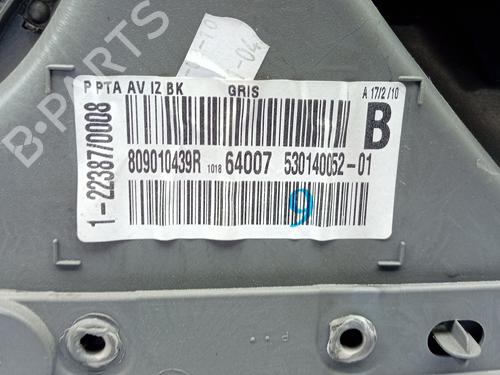 P PTA AV IZ BK GRIS A 17/2/10
1-22387/0008
B
809010439R 1018 64007 530140052-01
9
B-PARTS